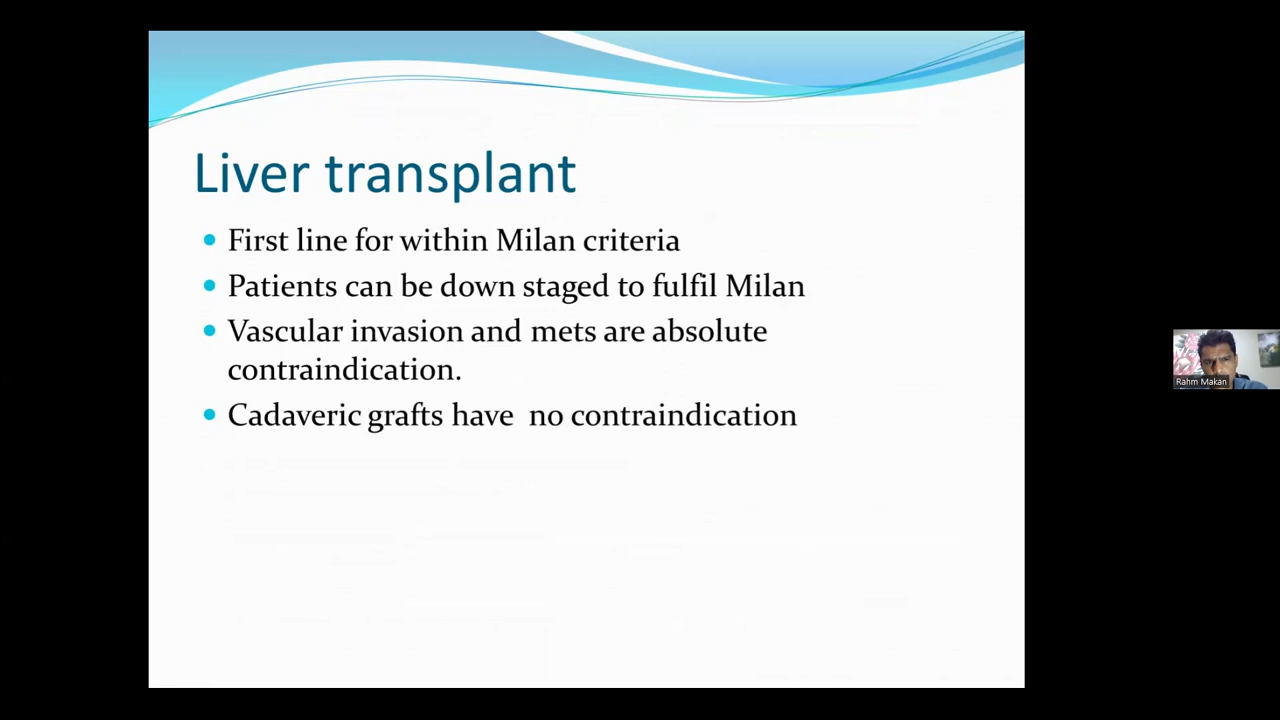 Liver transplant
First line for within Milan criteria
Patients can be down staged to fulfil Milan
Vascular invasion and mets are absolute
contraindication.
Cadaveric grafts have  no contraindication
Rahm Makan